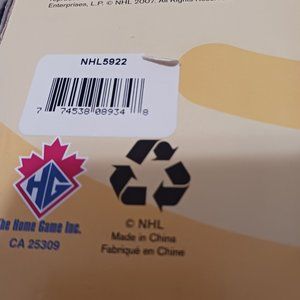 Enterprises, L.P. © NHL 2007. All Rights
NHL5922
7 74538 08934 8
HG
The Home Game Inc.
CA 25309
© NHL
Made in China
Fabriqué en Chine